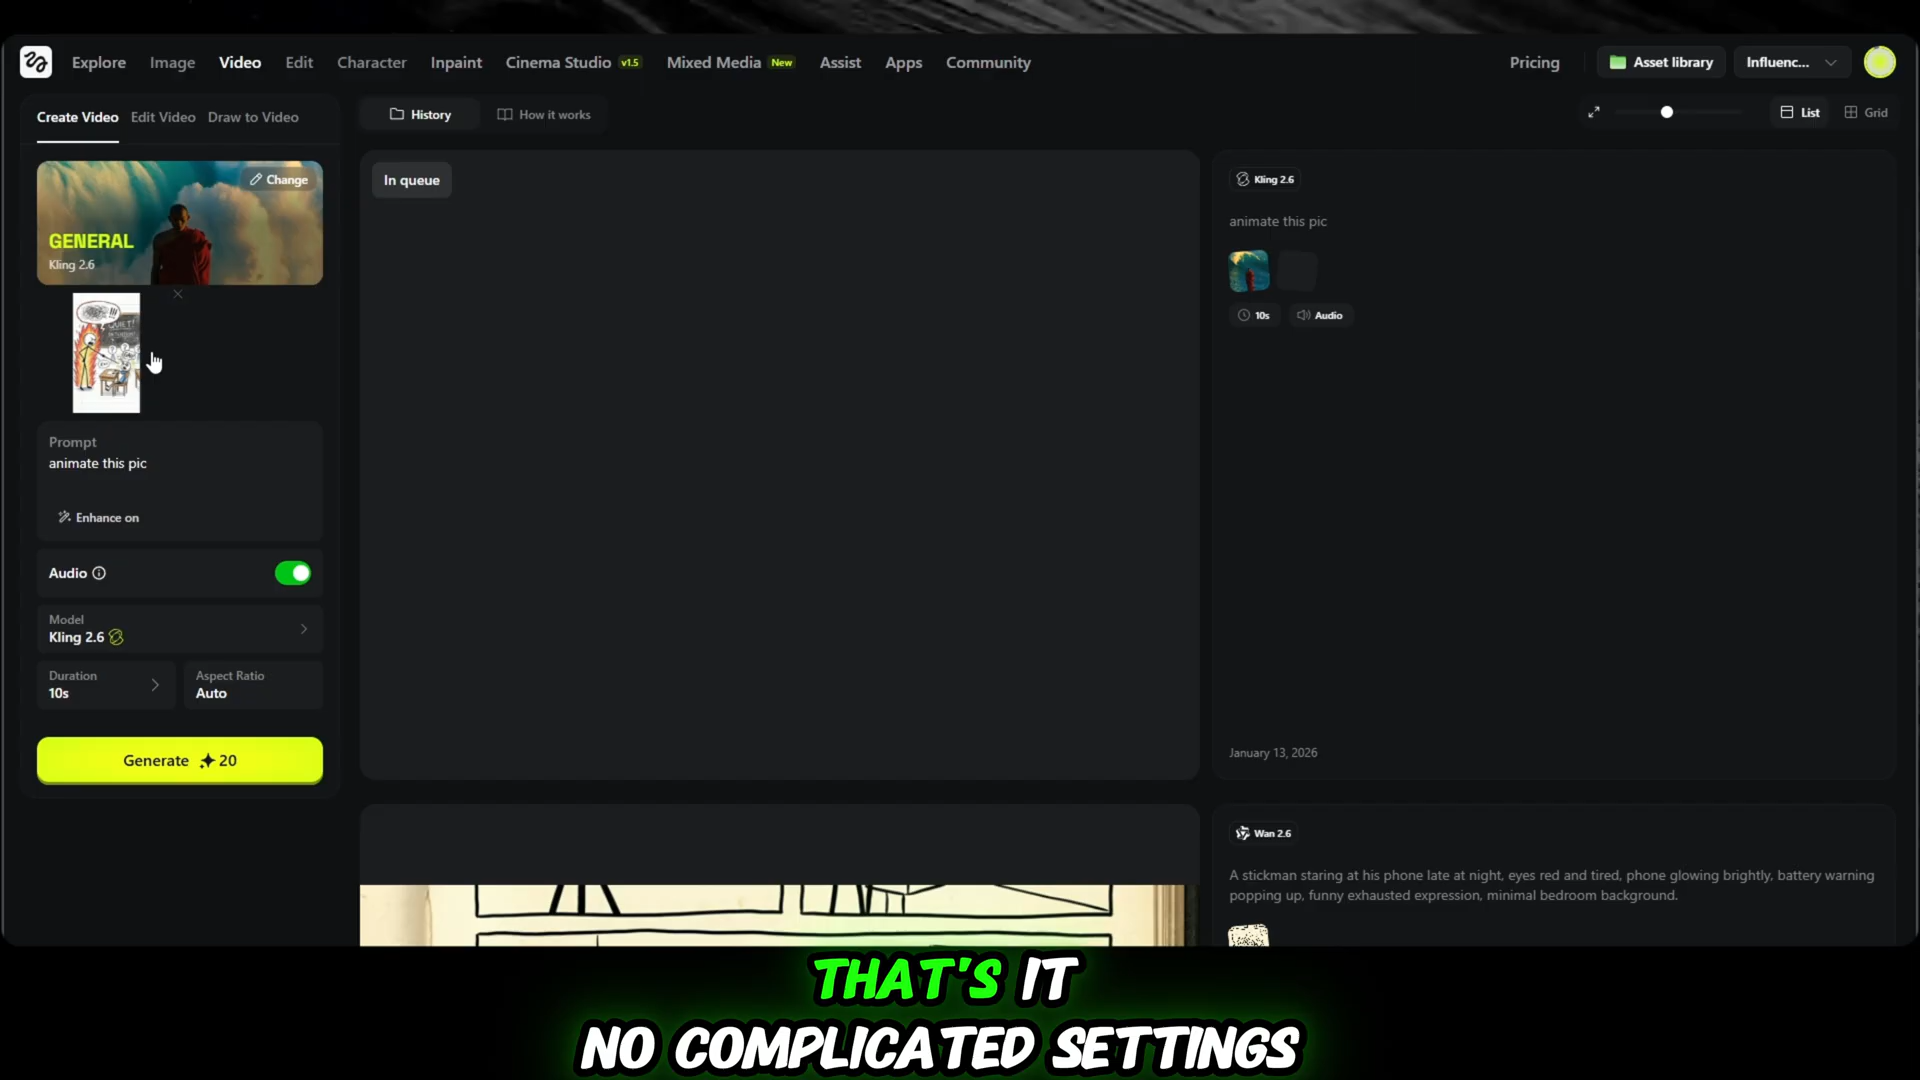 Explore Image Video Edit Character Inpaint Cinema Studio v1.5 Mixed Media New Assist Apps Community Pricing Asset library Influenc...
Create Video Edit Video Draw to Video
History How it works
List Grid
Change
GENERAL
Kling 2.6
!!!
QUIET!
Prompt
animate this pic
Enhance on
Audio
Model
Kling 2.6
Duration
10s
Aspect Ratio
Auto
Generate 20
In queue
Kling 2.6
animate this pic
10s Audio
January 13, 2026
Wan 2.6
A stickman staring at his phone late at night, eyes red and tired, phone glowing brightly, battery warning
popping up, funny exhausted expression, minimal bedroom background.
THAT'S IT
NO COMPLICATED SETTINGS